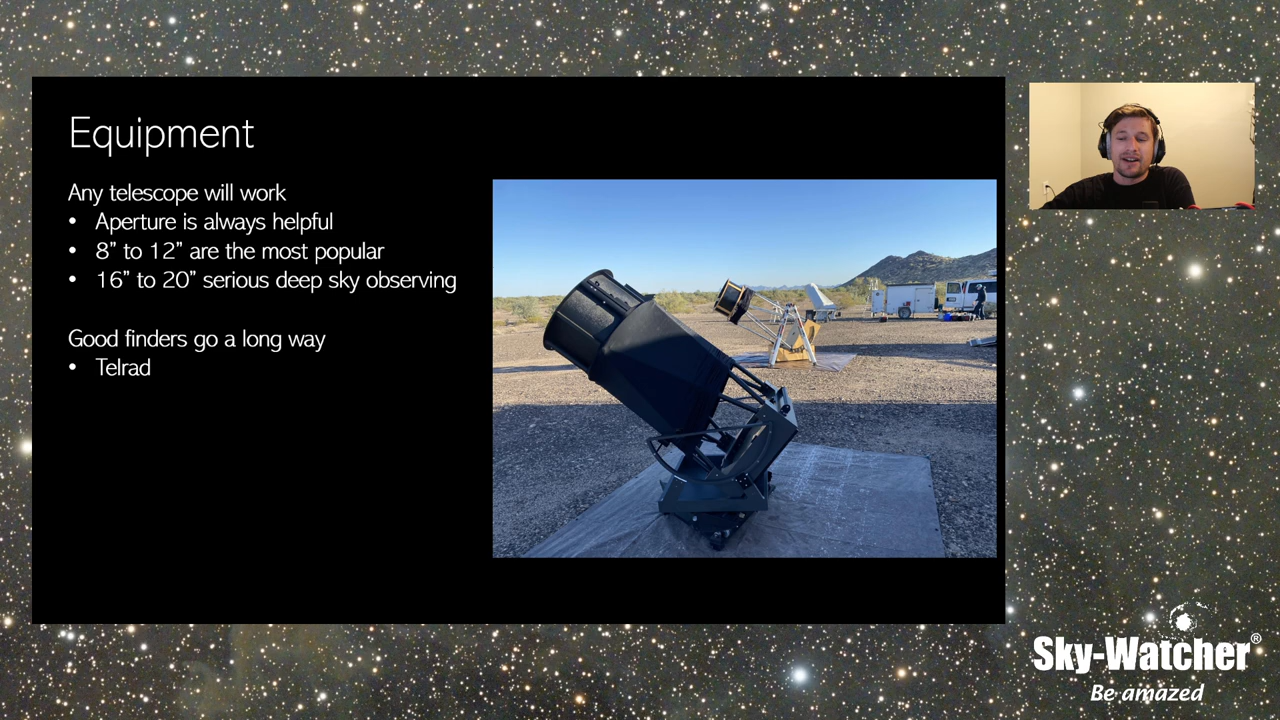 Equipment
Any telescope will work
• Aperture is always helpful
• 8” to 12” are the most popular
• 16” to 20” serious deep sky observing
Good finders go a long way
• Telrad
Sky-Watcher®
Be amazed